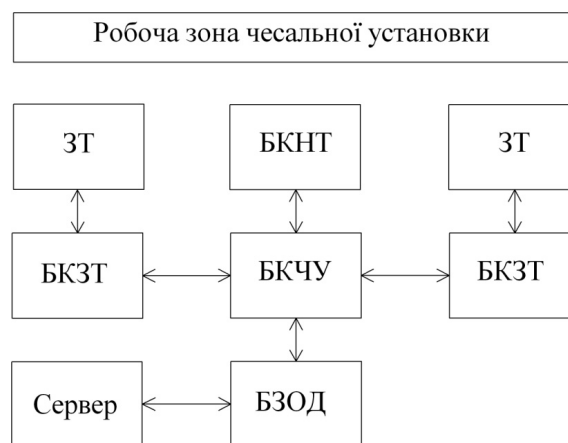 Робоча зона чесальної установки
ЗТ
БКНТ
ЗТ
БКЗТ
БКЧУ
БКЗТ
Сервер
БЗОД